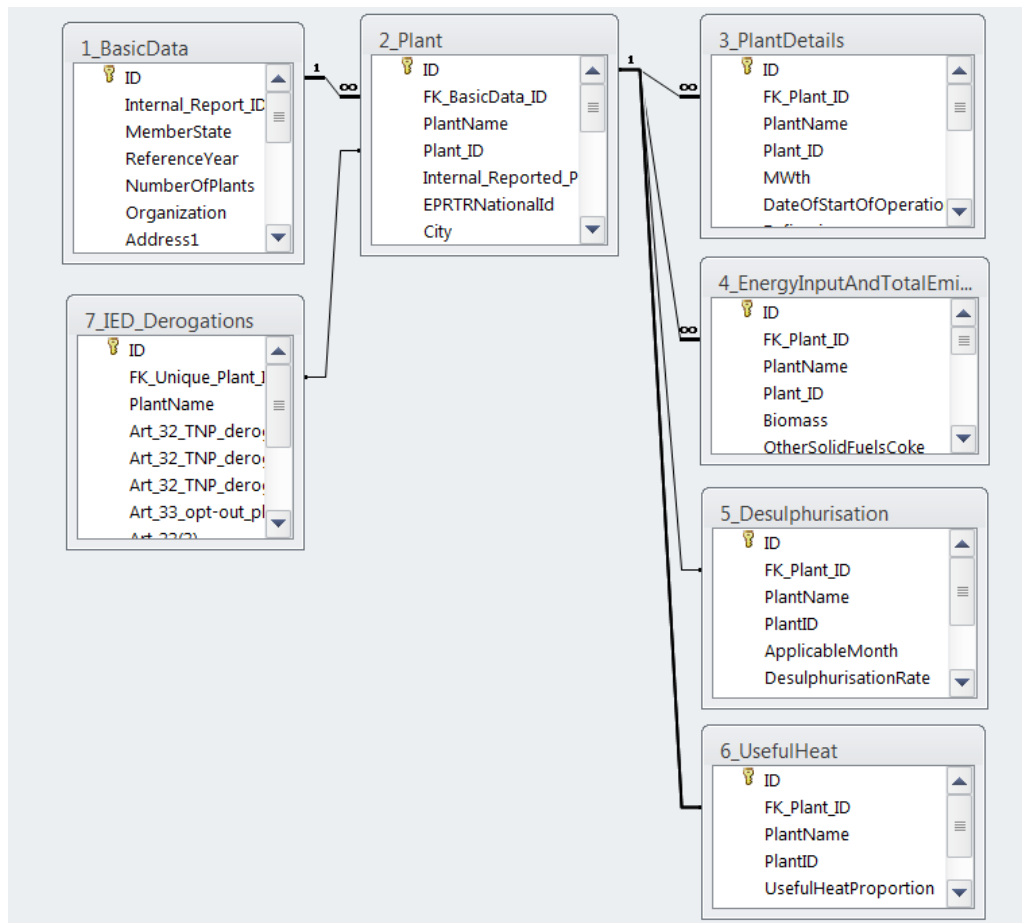 1_BasicData
ID
Internal_Report_ID
MemberState
ReferenceYear
NumberOfPlants
Organization
Address1
1
∞
2_Plant
ID
FK_BasicData_ID
PlantName
Plant_ID
Internal_Reported_P
EPRTRNationalId
City
1
∞
∞
3_PlantDetails
ID
FK_Plant_ID
PlantName
Plant_ID
MWth
DateOfStartOfOperatio
4_EnergyInputAndTotalEmi...
ID
FK_Plant_ID
PlantName
Plant_ID
Biomass
OtherSolidFuelsCoke
5_Desulphurisation
ID
FK_Plant_ID
PlantName
PlantID
ApplicableMonth
DesulphurisationRate
6_UsefulHeat
ID
FK_Plant_ID
PlantName
PlantID
UsefulHeatProportion
7_IED_Derogations
ID
FK_Unique_Plant_I
PlantName
Art_32_TNP_dero
Art_32_TNP_dero
Art_32_TNP_dero
Art_33_opt-out_pl